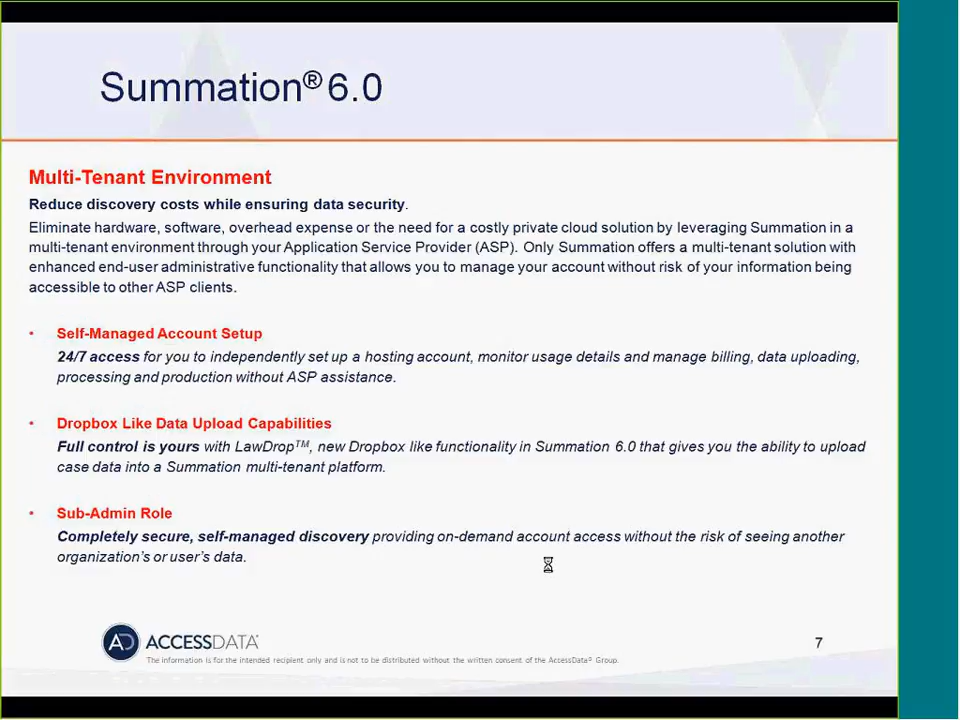 Summation® 6.0
Multi-Tenant Environment
Reduce discovery costs while ensuring data security.
Eliminate hardware, software, overhead expense or the need for a costly private cloud solution by leveraging Summation in a
multi-tenant environment through your Application Service Provider (ASP). Only Summation offers a multi-tenant solution with
enhanced end-user administrative functionality that allows you to manage your account without risk of your information being
accessible to other ASP clients.
• Self-Managed Account Setup
24/7 access for you to independently set up a hosting account, monitor usage details and manage billing, data uploading,
processing and production without ASP assistance.
• Dropbox Like Data Upload Capabilities
Full control is yours with LawDrop™, new Dropbox like functionality in Summation 6.0 that gives you the ability to upload
case data into a Summation multi-tenant platform.
• Sub-Admin Role
Completely secure, self-managed discovery providing on-demand account access without the risk of seeing another
organization's or user's data.
AD ACCESSDATA
7
The information is for the intended recipient only and is not to be distributed without the written consent of the AccessData® Group.